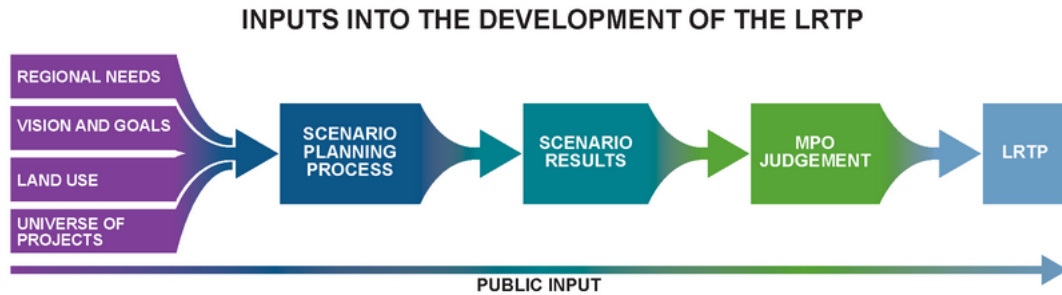 INPUTS INTO THE DEVELOPMENT OF THE LRTP
REGIONAL NEEDS
VISION AND GOALS
LAND USE
UNIVERSE OF
PROJECTS
SCENARIO
PLANNING
PROCESS
SCENARIO
RESULTS
MPO
JUDGEMENT
LRTP
PUBLIC INPUT